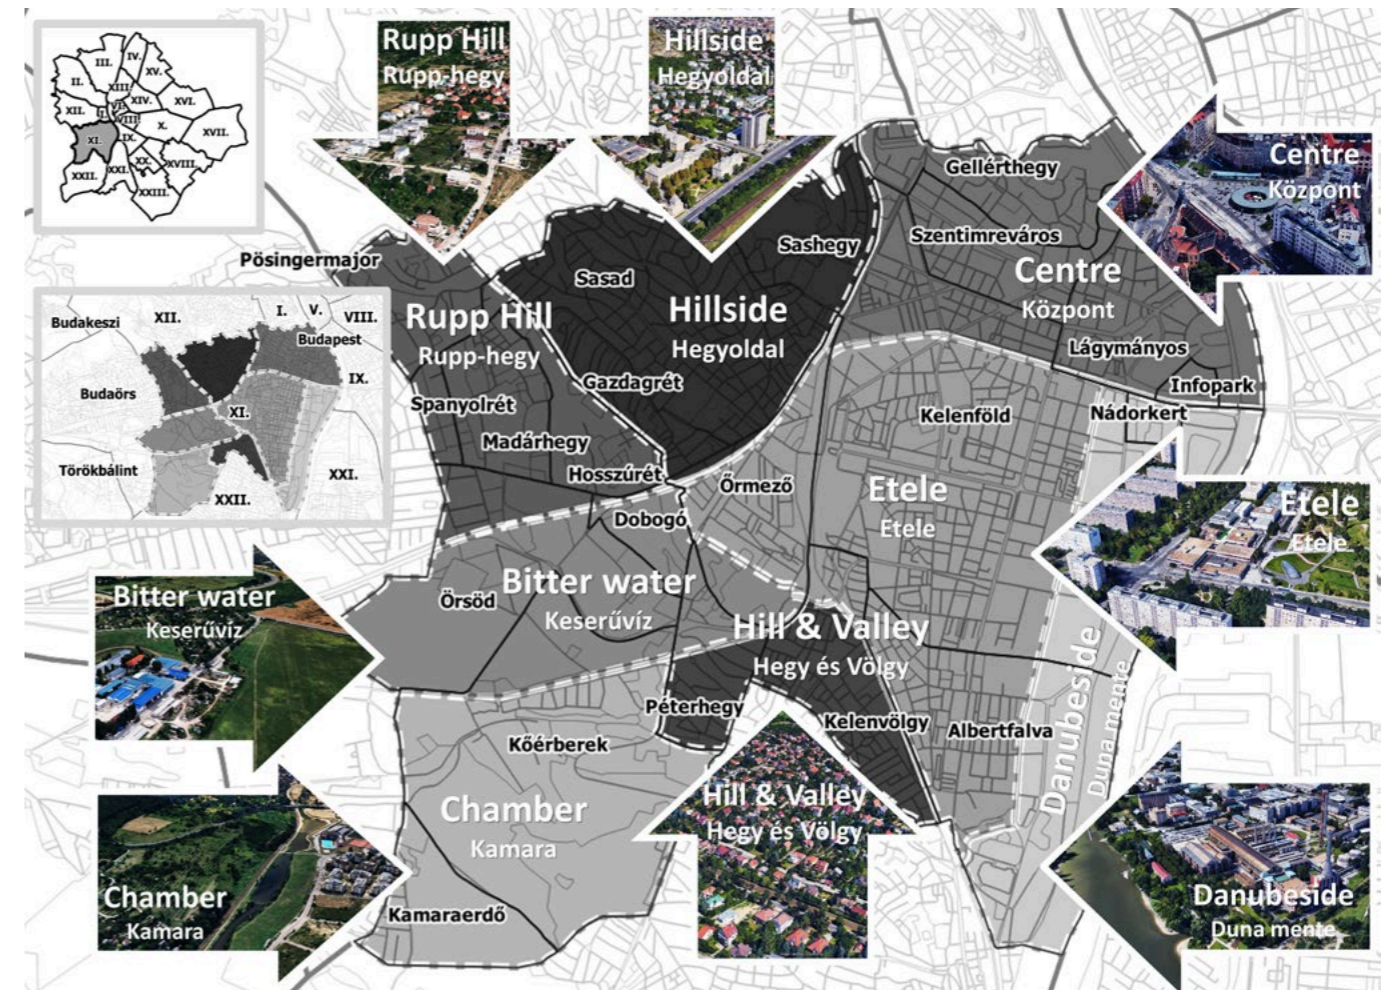 III.
IV.
XV.
II.
XIII.
XIV.
XVI.
VI.
XII.
I.
VIII.
X.
XVII.
XI.
IX.
XX.
XVIII.
XXII.
XXI.
XXIII.
Rupp Hill
Rupp-hegy
Hillside
Hegyoldal
Centre
Központ
Gellérthegy
Szentimreváros
Sashegy
Pösingermajor
Sasad
Centre
Központ
Rupp Hill
Rupp-hegy
Hillside
Hegyoldal
Lágymányos
Infopark
Gazdagrét
Spanyolrét
Madárhegy
Hosszúrét
Kelenföld
Nádorkert
Budakeszi
XII.
I.
V.
VIII.
Budapest
Budaörs
IX.
XI.
Törökbálint
XXI.
XXII.
Őrmező
Etele
Etele
Etele
Etele
Dobogó
Bitter water
Keserűvíz
Örsöd
Bitter water
Keserűvíz
Hill & Valley
Hegy és Völgy
Péterhegy
Kelenvölgy
Albertfalva
Danubeside
Duna mente
Kőérberek
Chamber
Kamara
Hill & Valley
Hegy és Völgy
Chamber
Kamara
Kamaraerdő
Danubeside
Duna mente